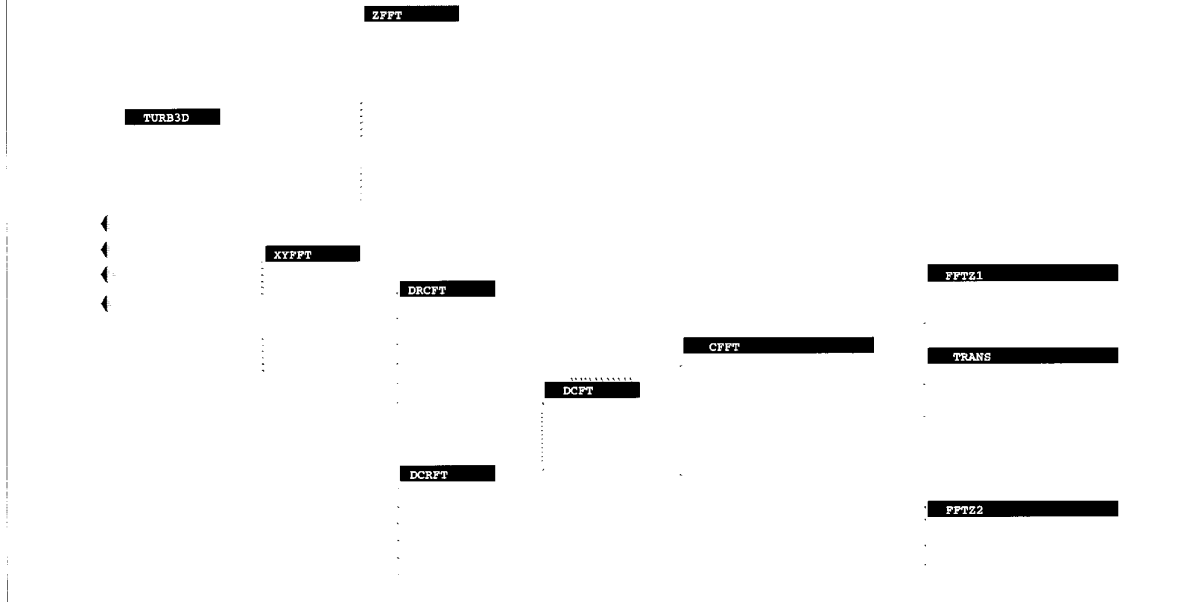 ZFFT
TURB3D
XYFFT
FFTZ1
DRCFT
CFFT
TRANS
DCFT
DCRFT
FFTZ2